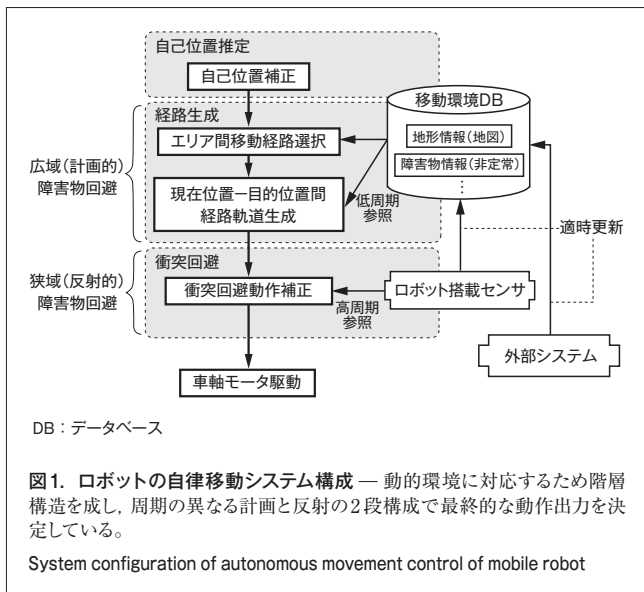 自己位置推定
自己位置補正
経路生成
エリア間移動経路選択
現在位置−目的位置間
経路軌道生成
広域（計画的）
障害物回避
移動環境DB
地形情報（地図）
障害物情報（非定常）
⋮
低周期
参照
適時更新
衝突回避
衝突回避動作補正
狭域（反射的）
障害物回避
高周期
参照
ロボット搭載センサ
外部システム
車軸モータ駆動
DB：データベース
図1．ロボットの自律移動システム構成 — 動的環境に対応するため階層
構造を成し，周期の異なる計画と反射の2段構成で最終的な動作出力を決
定している。
System configuration of autonomous movement control of mobile robot